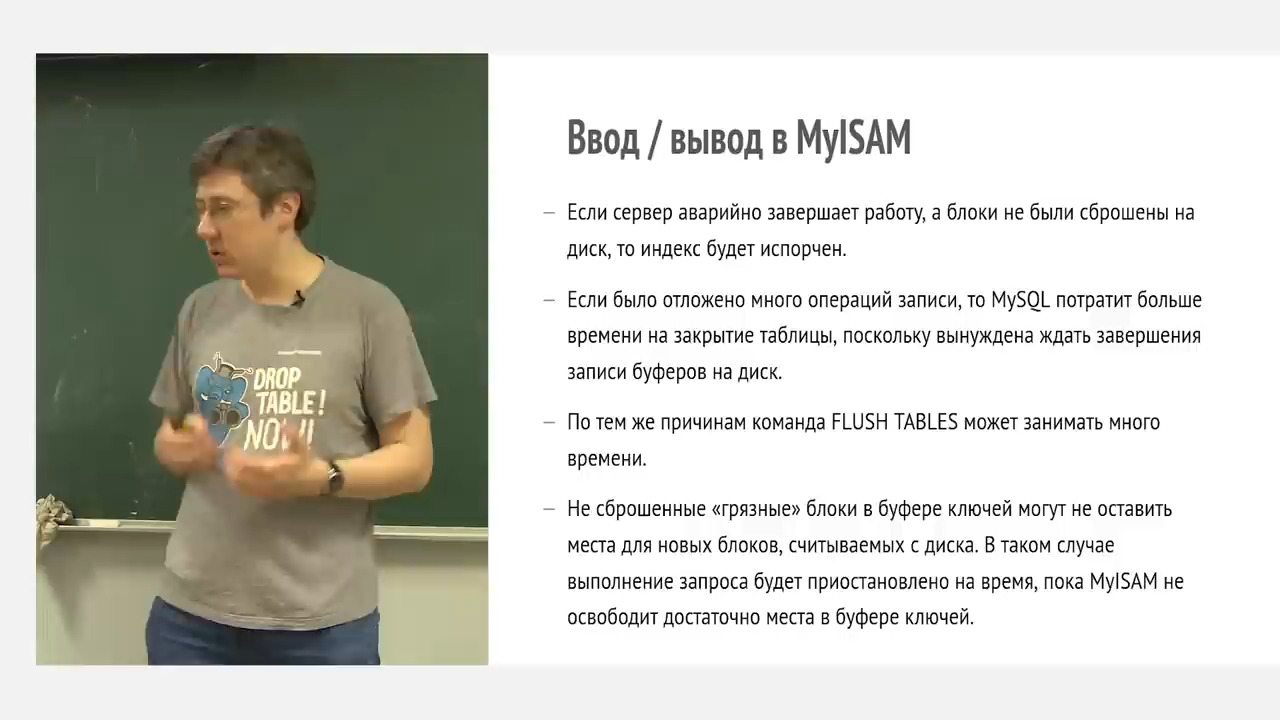 Ввод / вывод в MyISAM
– Если сервер аварийно завершает работу, а блоки не были сброшены на
диск, то индекс будет испорчен.
– Если было отложено много операций записи, то MySQL потратит больше
времени на закрытие таблицы, поскольку вынуждена ждать завершения
записи буферов на диск.
– По тем же причинам команда FLUSH TABLES может занимать много
времени.
– Не сброшенные «грязные» блоки в буфере ключей могут не оставить
места для новых блоков, считываемых с диска. В таком случае
выполнение запроса будет приостановлено на время, пока MyISAM не
освободит достаточно места в буфере ключей.
DROP
TABLE!